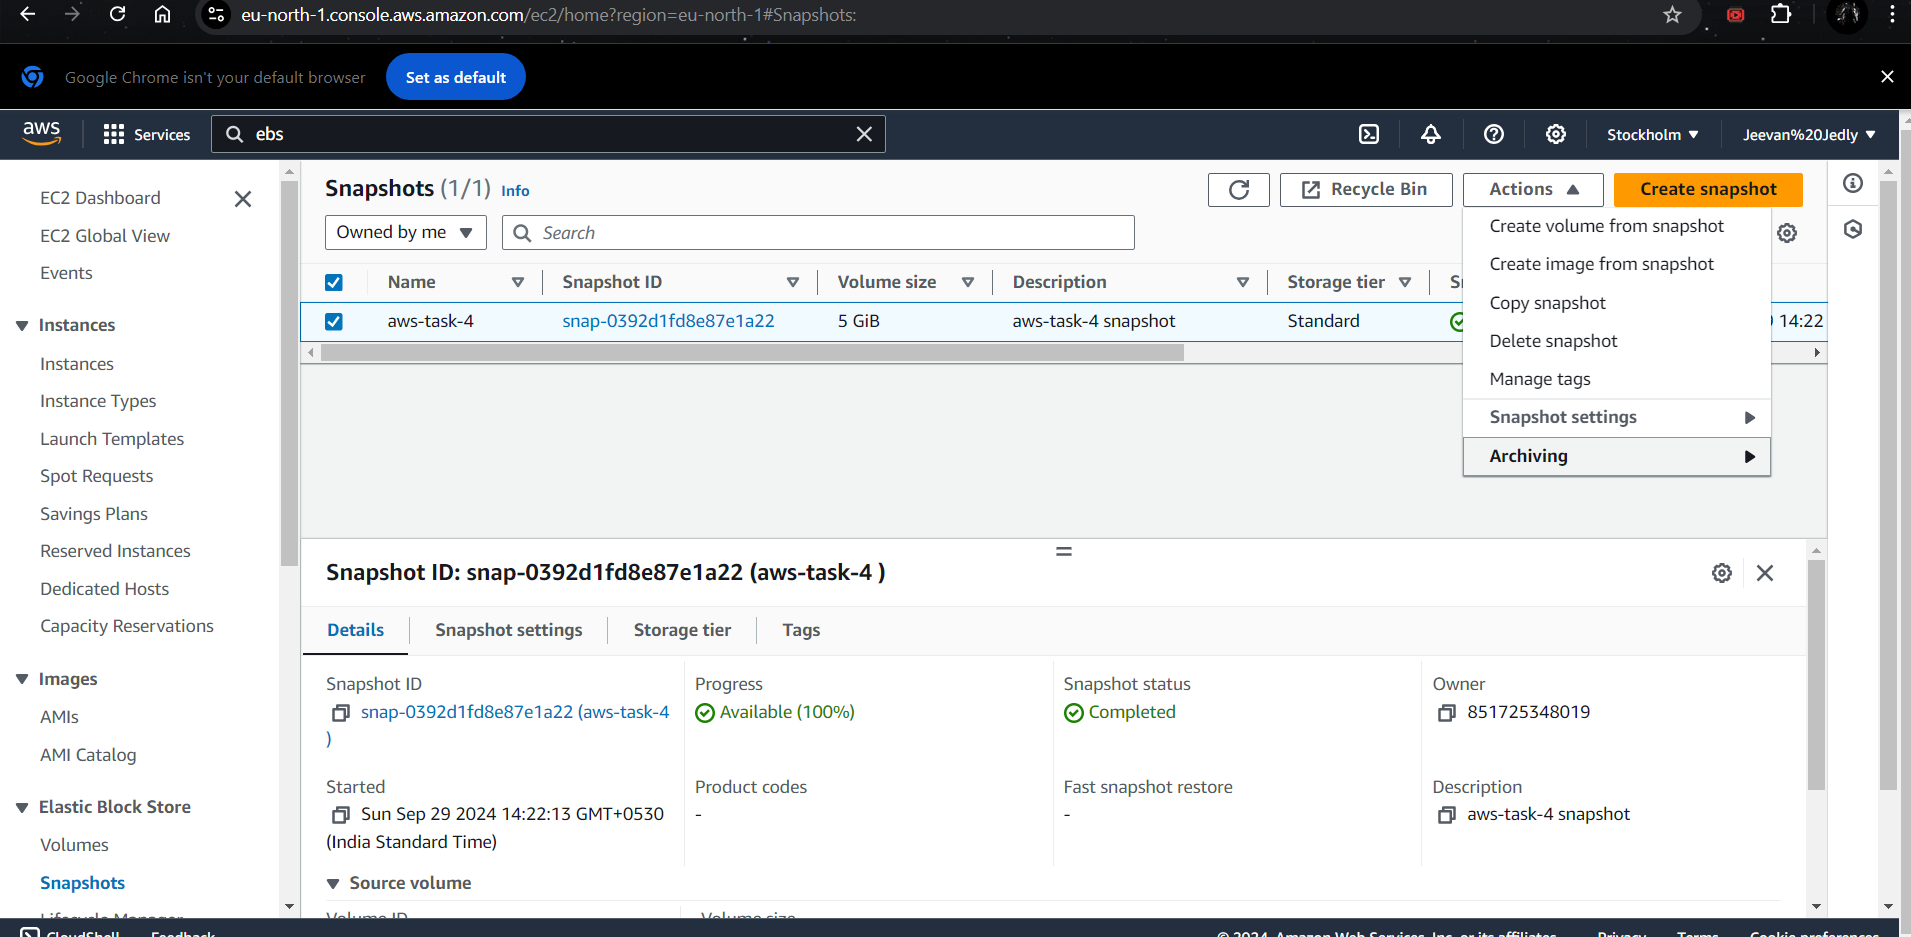 eu-north-1.console.aws.amazon.com/ec2/home?region=eu-north-1#Snapshots:
Google Chrome isn't your default browser
Set as default
aws
Services
ebs
Stockholm
Jeevan%20Jedly
EC2 Dashboard
EC2 Global View
Events
Instances
Instances
Instance Types
Launch Templates
Spot Requests
Savings Plans
Reserved Instances
Dedicated Hosts
Capacity Reservations
Images
AMIs
AMI Catalog
Elastic Block Store
Volumes
Snapshots
Lifecycle Manager
Snapshots (1/1) Info
Recycle Bin
Actions
Create snapshot
Owned by me
Search
Create volume from snapshot
Create image from snapshot
Copy snapshot
Delete snapshot
Manage tags
Snapshot settings
Archiving
Name
Snapshot ID
Volume size
Description
Storage tier
aws-task-4
snap-0392d1fd8e87e1a22
5 GiB
aws-task-4 snapshot
Standard
14:22
Snapshot ID: snap-0392d1fd8e87e1a22 (aws-task-4 )
Details
Snapshot settings
Storage tier
Tags
Snapshot ID
snap-0392d1fd8e87e1a22 (aws-task-4
)
Progress
Available (100%)
Snapshot status
Completed
Owner
851725348019
Started
Sun Sep 29 2024 14:22:13 GMT+0530
(India Standard Time)
Product codes
-
Fast snapshot restore
-
Description
aws-task-4 snapshot
Source volume
Volume ID
Volume size
CloudShell
Feedback
© 2024, Amazon Web Services, Inc. or its affiliates.
Privacy
Terms
Cookie preferences